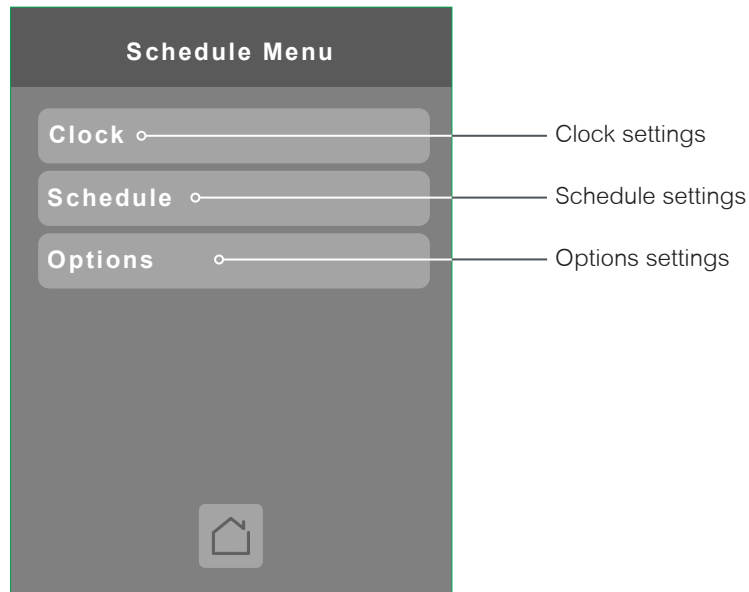 Schedule Menu
Clock
Clock settings
Schedule
Schedule settings
Options
Options settings